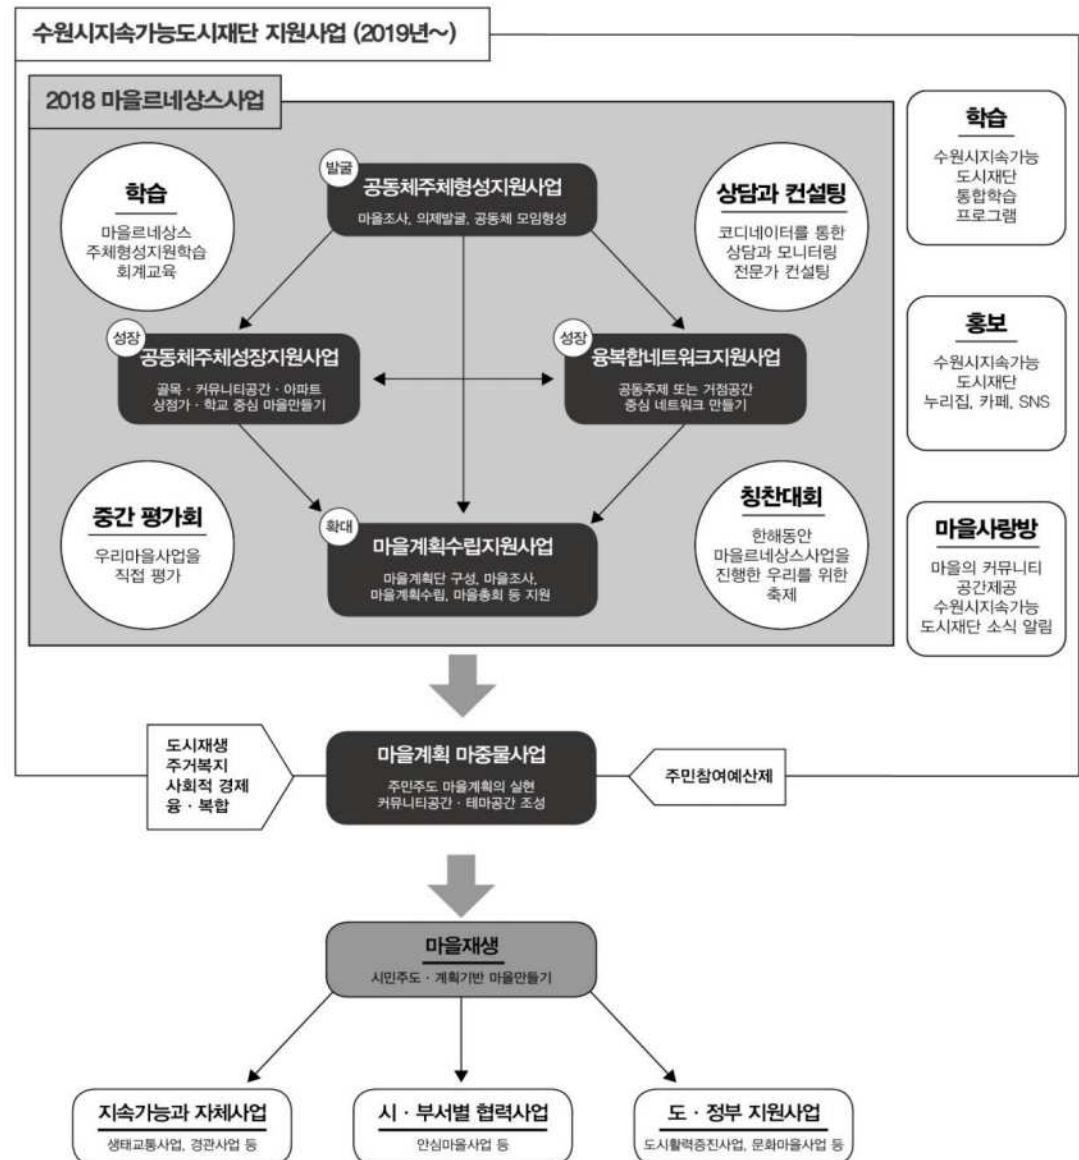 수원시지속가능도시재단 지원사업 (2019년~)
2018 마을르네상스사업
학습
마을르네상스
주체형성지원학습
회계교육
발굴
공동체주체형성지원사업
마을조사, 의제발굴, 공동체 모임형성
상담과 컨설팅
코디네이터를 통한
상담과 모니터링
전문가 컨설팅
성장
공동체주체성장지원사업
골목 · 커뮤니티공간 · 아파트
상점가 · 학교 중심 마을만들기
성장
융복합네트워크지원사업
공동주제 또는 거점공간
중심 네트워크 만들기
중간 평가회
우리마을사업을
직접 평가
확대
마을계획수립지원사업
마을계획단 구성, 마을조사,
마을계획수립, 마을총회 등 지원
칭찬대회
한해동안
마을르네상스사업을
진행한 우리를 위한
축제
학습
수원시지속가능
도시재단
통합학습
프로그램
홍보
수원시지속가능
도시재단
누리집, 카페, SNS
마을사랑방
마을의 커뮤니티
공간제공
수원시지속가능
도시재단 소식 알림
도시재생
주거복지
사회적 경제
융 · 복합
마을계획 마중물사업
주민주도 마을계획의 실현
커뮤니티공간 · 테마공간 조성
주민참여예산제
마을재생
시민주도 · 계획기반 마을만들기
지속가능과 자체사업
생태교통사업, 경관사업 등
시 · 부서별 협력사업
안심마을사업 등
도 · 정부 지원사업
도시활력증진사업, 문화마을사업 등